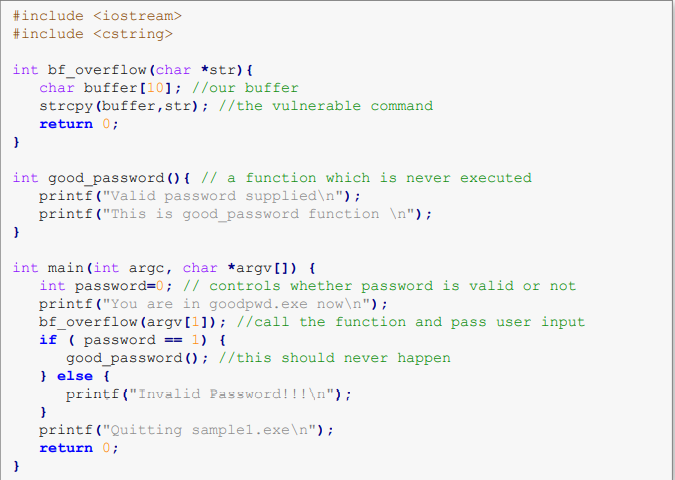 #include <iostream>
#include <cstring>

int bf_overflow(char *str){
   char buffer[10]; //our buffer
   strcpy(buffer,str); //the vulnerable command
   return 0;
}

int good_password(){ // a function which is never executed
   printf("Valid password supplied\n");
   printf("This is good_password function \n");
}

int main(int argc, char *argv[]) {
   int password=0; // controls whether password is valid or not
   printf("You are in goodpwd.exe now\n");
   bf_overflow(argv[1]); //call the function and pass user input
   if ( password == 1) {
      good_password(); //this should never happen
   } else {
      printf("Invalid Password!!!\n");
   }
   printf("Quitting sample1.exe\n");
   return 0;
}